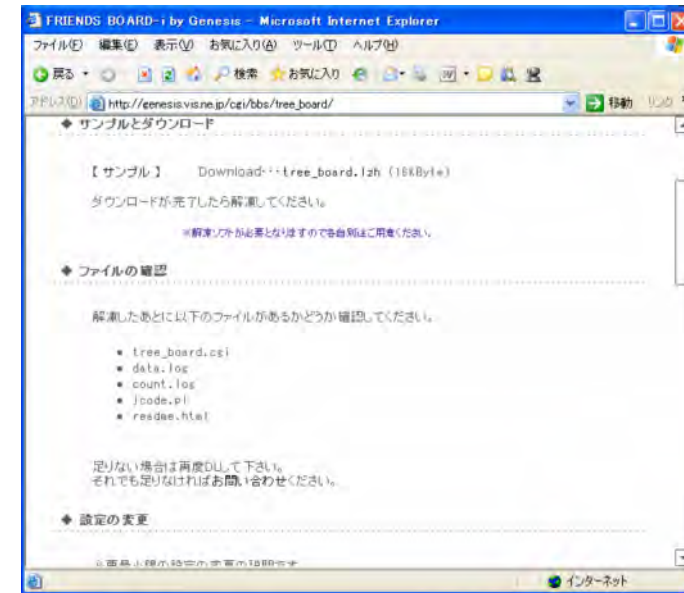 FRIENDS BOARD-i by Genesis - Microsoft Internet Explorer
ファイル(F) 編集(E) 表示(V) お気に入り(A) ツール(T) ヘルプ(H)
戻る 検索 お気に入り
アドレス(D) http://genesis.vis.ne.jp/cgi/bbs/tree_board/ 移動 リンク
◆ サンプルとダウンロード
【 サンプル 】 Download…tree_board.lzh (16KByte)
ダウンロードが完了したら解凍してください。
※解凍ソフトが必要となりますので各自別途ご用意ください。
◆ ファイルの確認
解凍したあとに以下のファイルがあるかどうか確認してください。
tree_board.cgi
data.log
count.log
jcode.pl
readme.html
足りない場合は再度DLして下さい。
それでも足りなければお問い合わせください。
◆ 設定の変更
インターネット